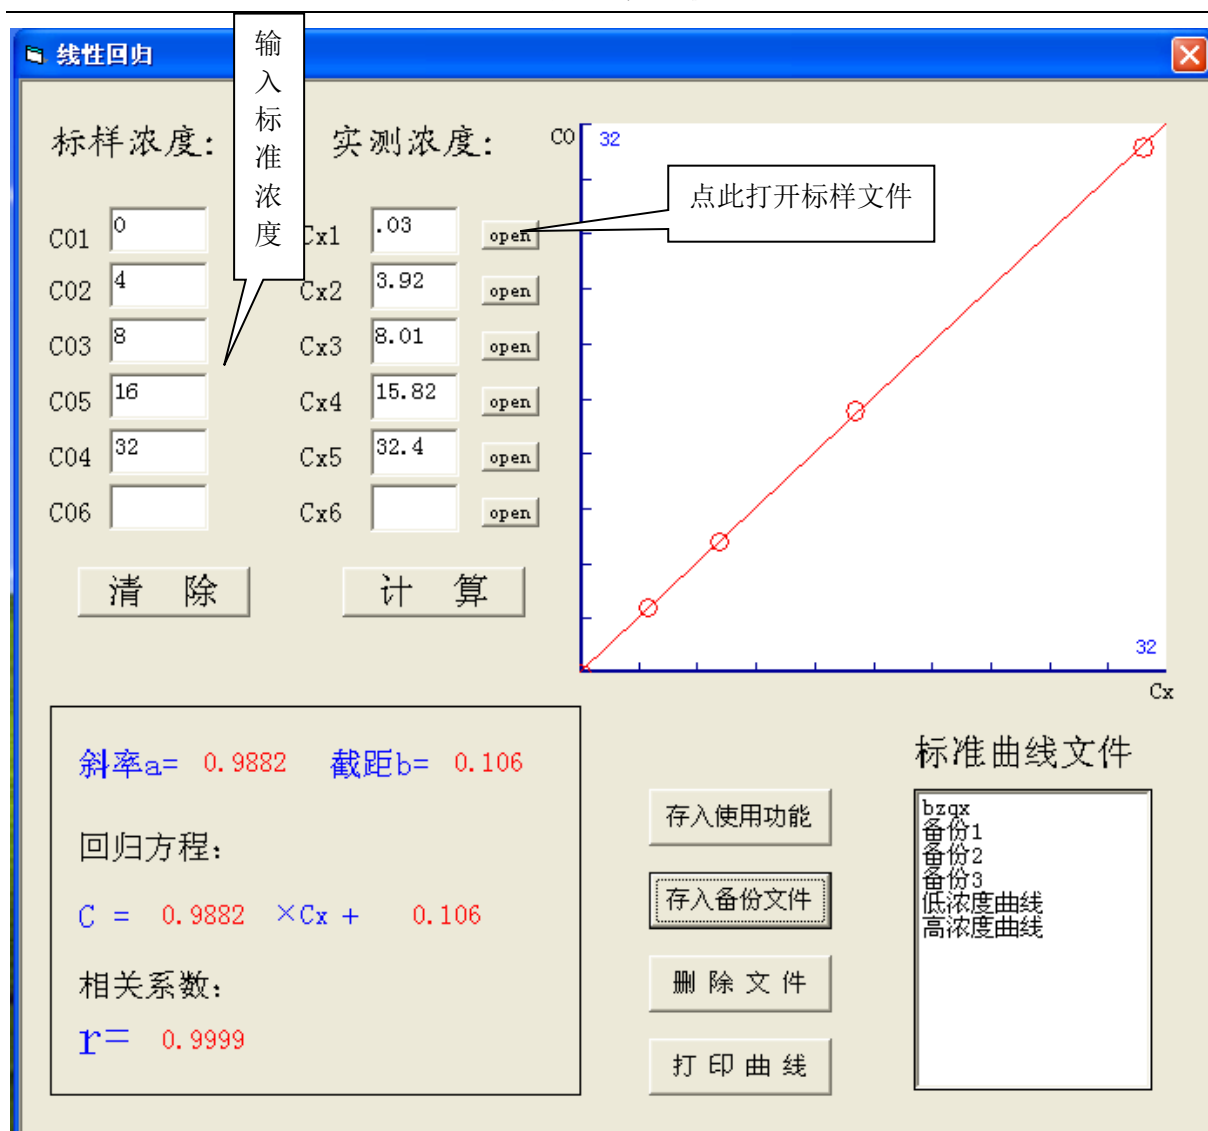 线性回归
输
入
标
准
浓
度
标样浓度:
实测浓度:
C0
32
点此打开标样文件
C01 0 Cx1 .03 open
C02 4 Cx2 3.92 open
C03 8 Cx3 8.01 open
C05 16 Cx4 15.82 open
C04 32 Cx5 32.4 open
C06 Cx6 open
清 除 计 算
32
Cx
斜率a= 0.9882 截距b= 0.106
回归方程:
C = 0.9882 ×Cx + 0.106
相关系数:
r= 0.9999
存入使用功能
存入备份文件
删 除 文 件
打 印 曲 线
标准曲线文件
bzqx
备份1
备份2
备份3
低浓度曲线
高浓度曲线